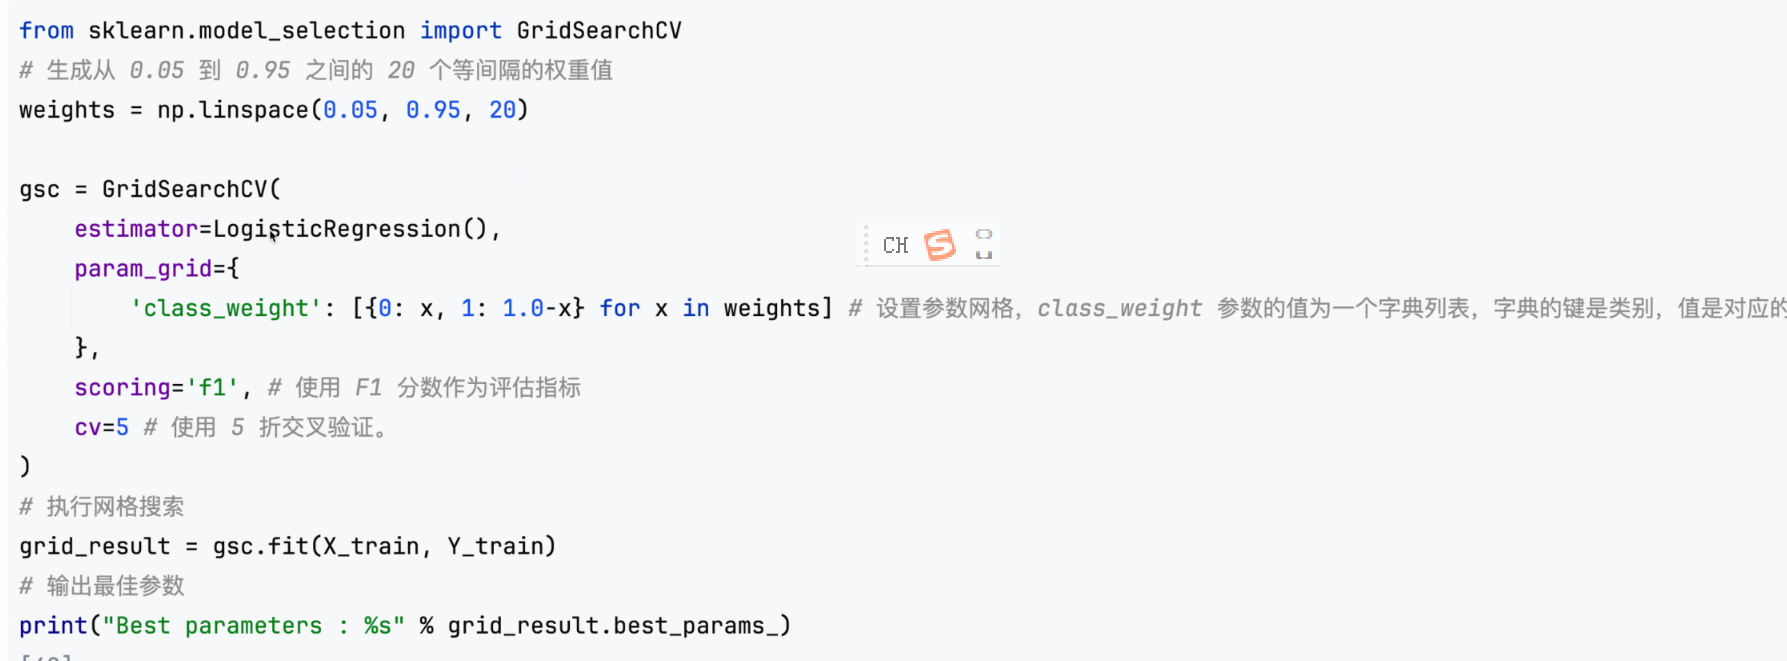 from sklearn.model_selection import GridSearchCV
# 生成从 0.05 到 0.95 之间的 20 个等间隔的权重值
weights = np.linspace(0.05, 0.95, 20)
gsc = GridSearchCV(
estimator=LogisticRegression(),
CH
param_grid={
'class_weight': [{0: x, 1: 1.0-x} for x in weights] # 设置参数网格，class_weight 参数的值为一个字典列表，字典的键是类别，值是对应的
},
scoring='f1', # 使用 F1 分数作为评估指标
cv=5 # 使用 5 折交叉验证。
)
# 执行网格搜索
grid_result = gsc.fit(X_train, Y_train)
# 输出最佳参数
print("Best parameters : %s" % grid_result.best_params_)